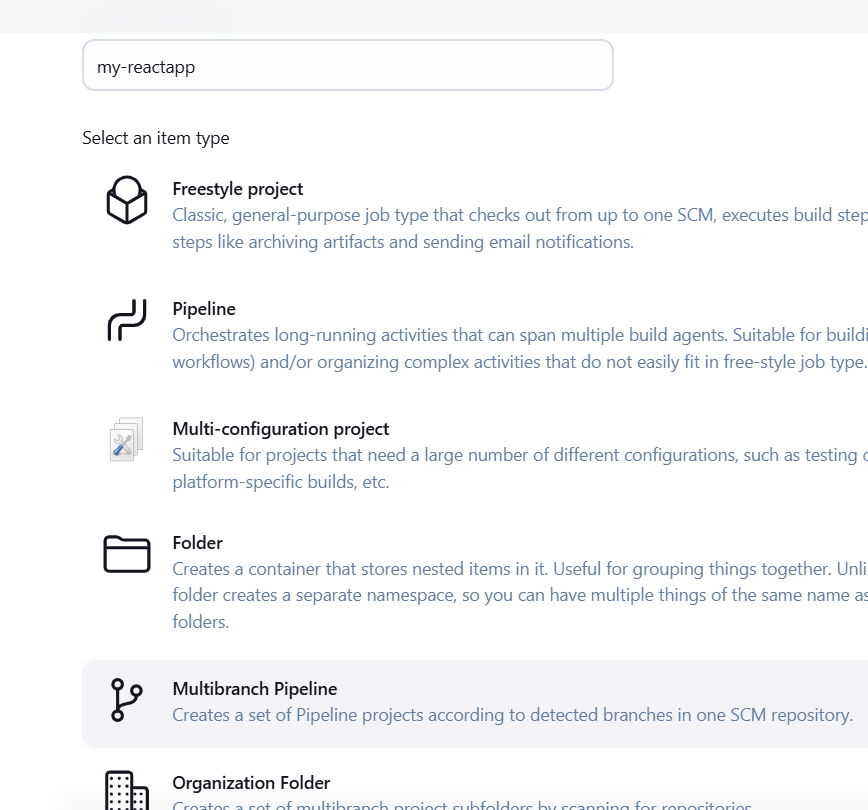 my-reactapp
Select an item type
Freestyle project
Classic, general-purpose job type that checks out from up to one SCM, executes build step
steps like archiving artifacts and sending email notifications.
Pipeline
Orchestrates long-running activities that can span multiple build agents. Suitable for buildi
workflows) and/or organizing complex activities that do not easily fit in free-style job type.
Multi-configuration project
Suitable for projects that need a large number of different configurations, such as testing o
platform-specific builds, etc.
Folder
Creates a container that stores nested items in it. Useful for grouping things together. Unli
folder creates a separate namespace, so you can have multiple things of the same name as
folders.
Multibranch Pipeline
Creates a set of Pipeline projects according to detected branches in one SCM repository.
Organization Folder
Creates a set of multibranch project subfolders by scanning for repositories.